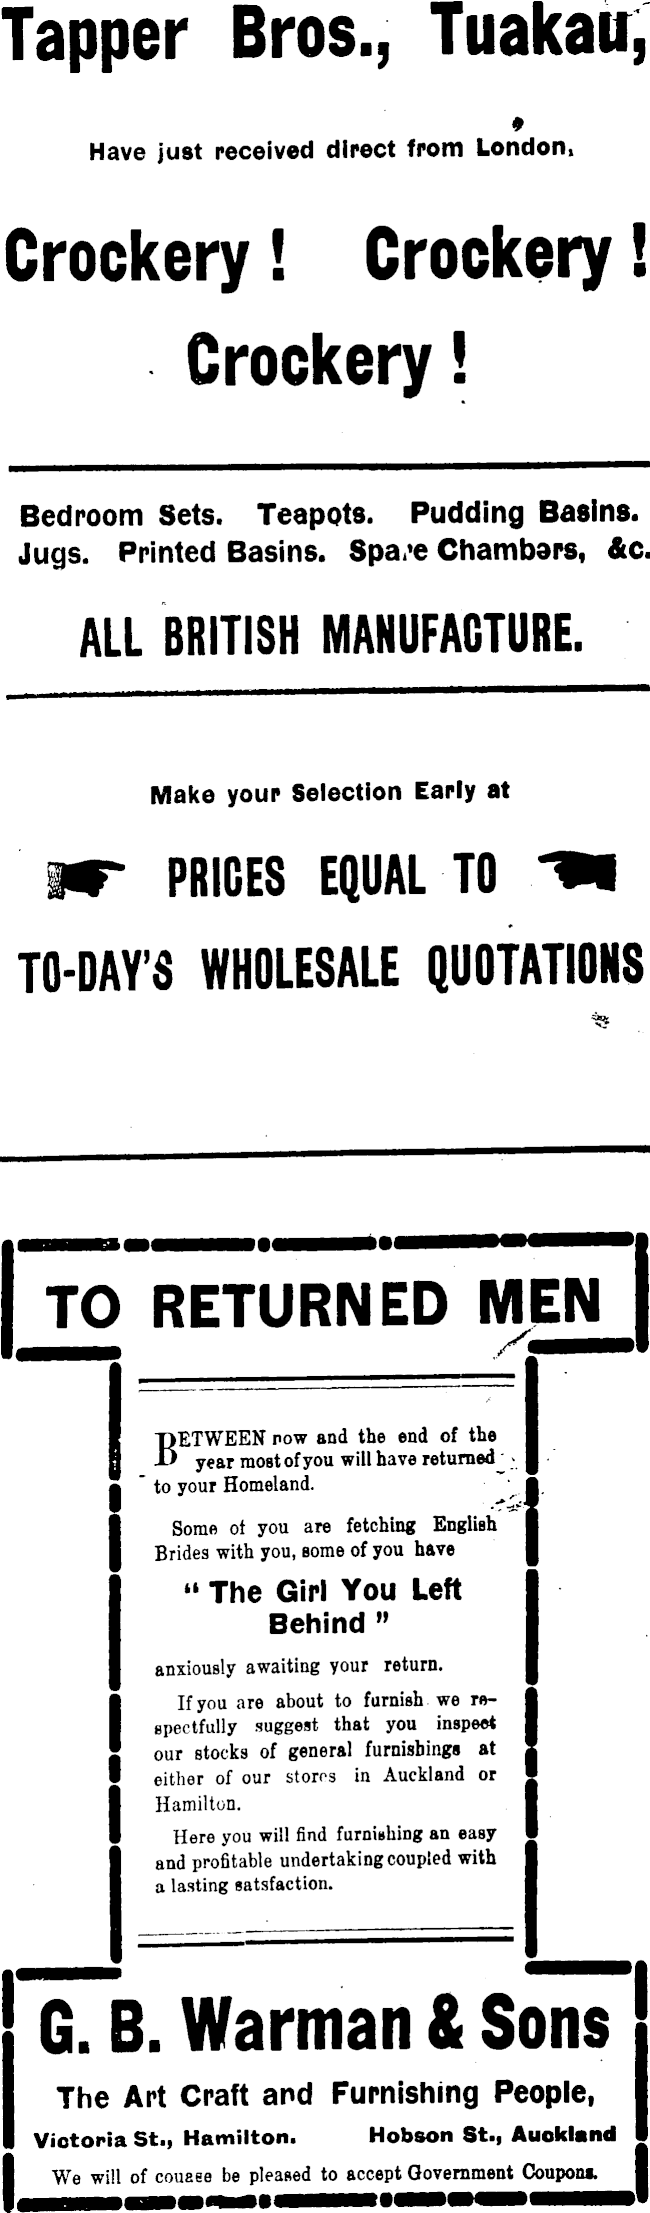 Tapper Bros., Tuakau,
Have just received direct from London,
Crockery ! Crockery !
Crockery !
Bedroom Sets. Teapots. Pudding Basins.
Jugs. Printed Basins. Spare Chambers, &c.
ALL BRITISH MANUFACTURE.
Make your Selection Early at
PRICES EQUAL TO
TO-DAY'S WHOLESALE QUOTATIONS
TO RETURNED MEN
BETWEEN now and the end of the
year most of you will have returned
to your Homeland.
Some of you are fetching English
Brides with you, some of you have
" The Girl You Left
Behind "
anxiously awaiting your return.
If you are about to furnish we re-
spectfully suggest that you inspect
our stocks of general furnishings at
either of our stores in Auckland or
Hamilton.
Here you will find furnishing an easy
and profitable undertaking coupled with
a lasting satsfaction.
G. B. Warman & Sons
The Art Craft and Furnishing People,
Victoria St., Hamilton. Hobson St., Auckland
We will of couase be pleased to accept Government Coupons.